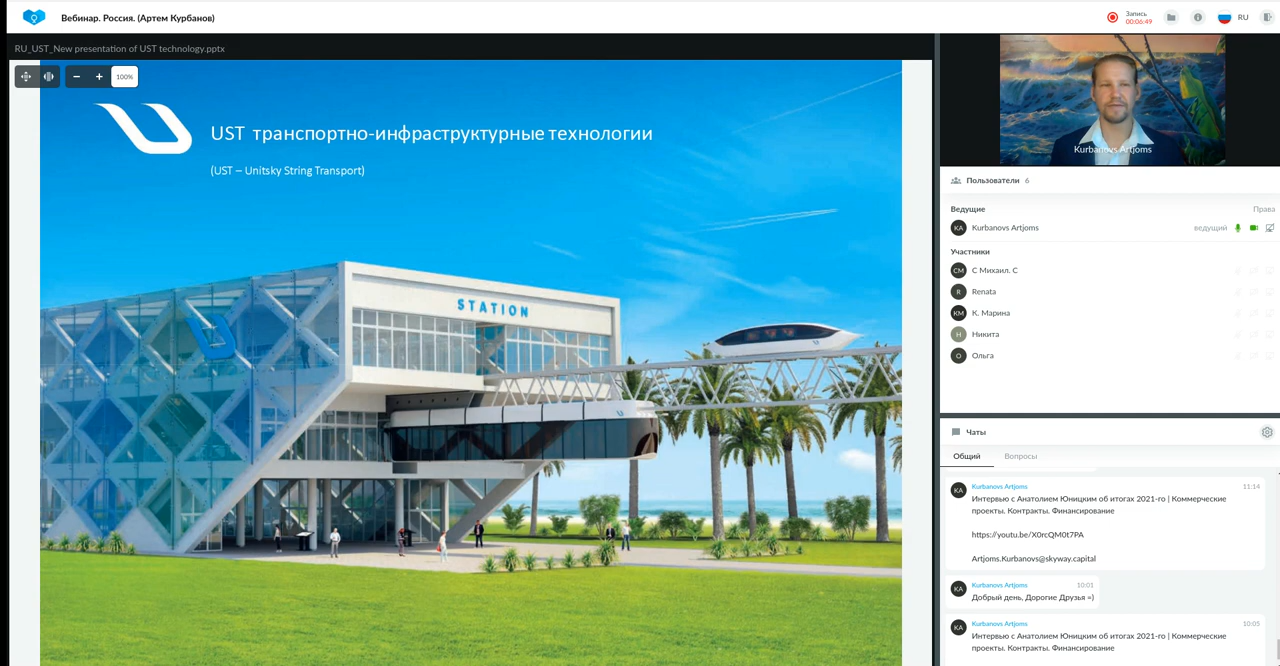 Вебинар. Россия. (Артем Курбанов)
Запись
00:06:49
RU
RU_UST_New presentation of UST technology.pptx
100%
UST транспортно-инфраструктурные технологии
(UST – Unitsky String Transport)
STATION
Kurbanovs Artjoms
Пользователи 6
Ведущие Права
KA Kurbanovs Artjoms ведущий
Участники
СМ С Михаил. С
R Renata
КМ К. Марина
Н Никита
О Ольга
Чаты
Общий Вопросы
KA Kurbanovs Artjoms 11:14
Интервью с Анатолием Юницким об итогах 2021-го | Коммерческие
проекты. Контракты. Финансирование
https://youtu.be/X0rcQM0t7PA
Artjoms.Kurbanovs@skyway.capital
KA Kurbanovs Artjoms 10:01
Добрый день, Дорогие Друзья =)
KA Kurbanovs Artjoms 10:05
Интервью с Анатолием Юницким об итогах 2021-го | Коммерческие
проекты. Контракты. Финансирование